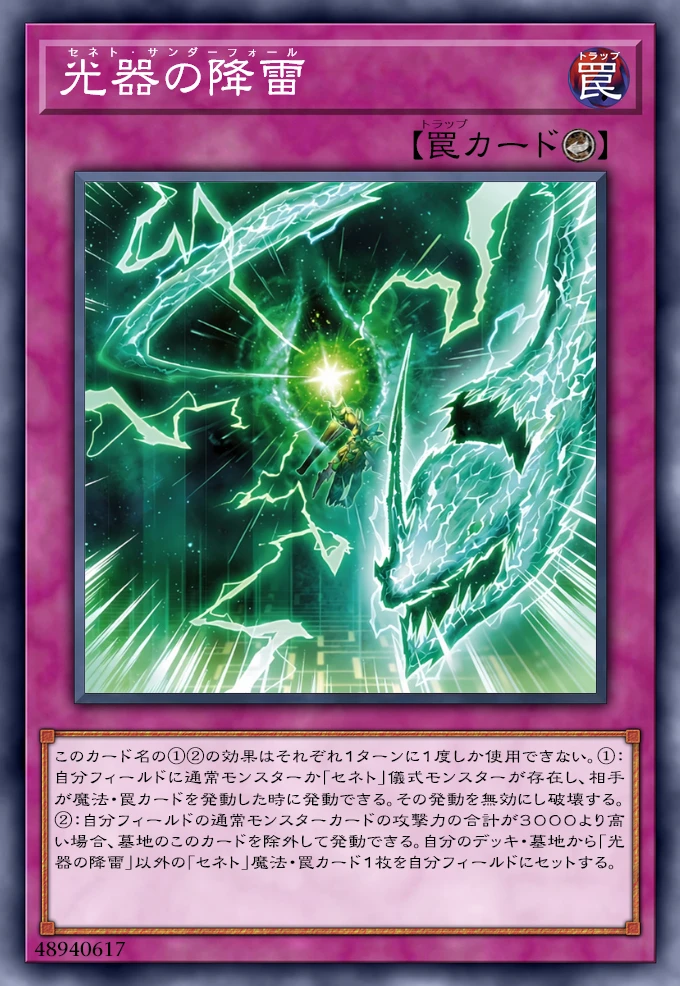 セネト・サンダーフォール
光器の降雷
トラップ
罠
トラップ
【罠カード】
このカード名の①②の効果はそれぞれ1ターンに1度しか使用できない。①：
自分フィールドに通常モンスターか「セネト」儀式モンスターが存在し、相手
が魔法・罠カードを発動した時に発動できる。その発動を無効にし破壊する。
②：自分フィールドの通常モンスターカードの攻撃力の合計が3000より高
い場合、墓地のこのカードを除外して発動できる。自分のデッキ・墓地から「光
器の降雷」以外の「セネト」魔法・罠カード1枚を自分フィールドにセットする。
48940617